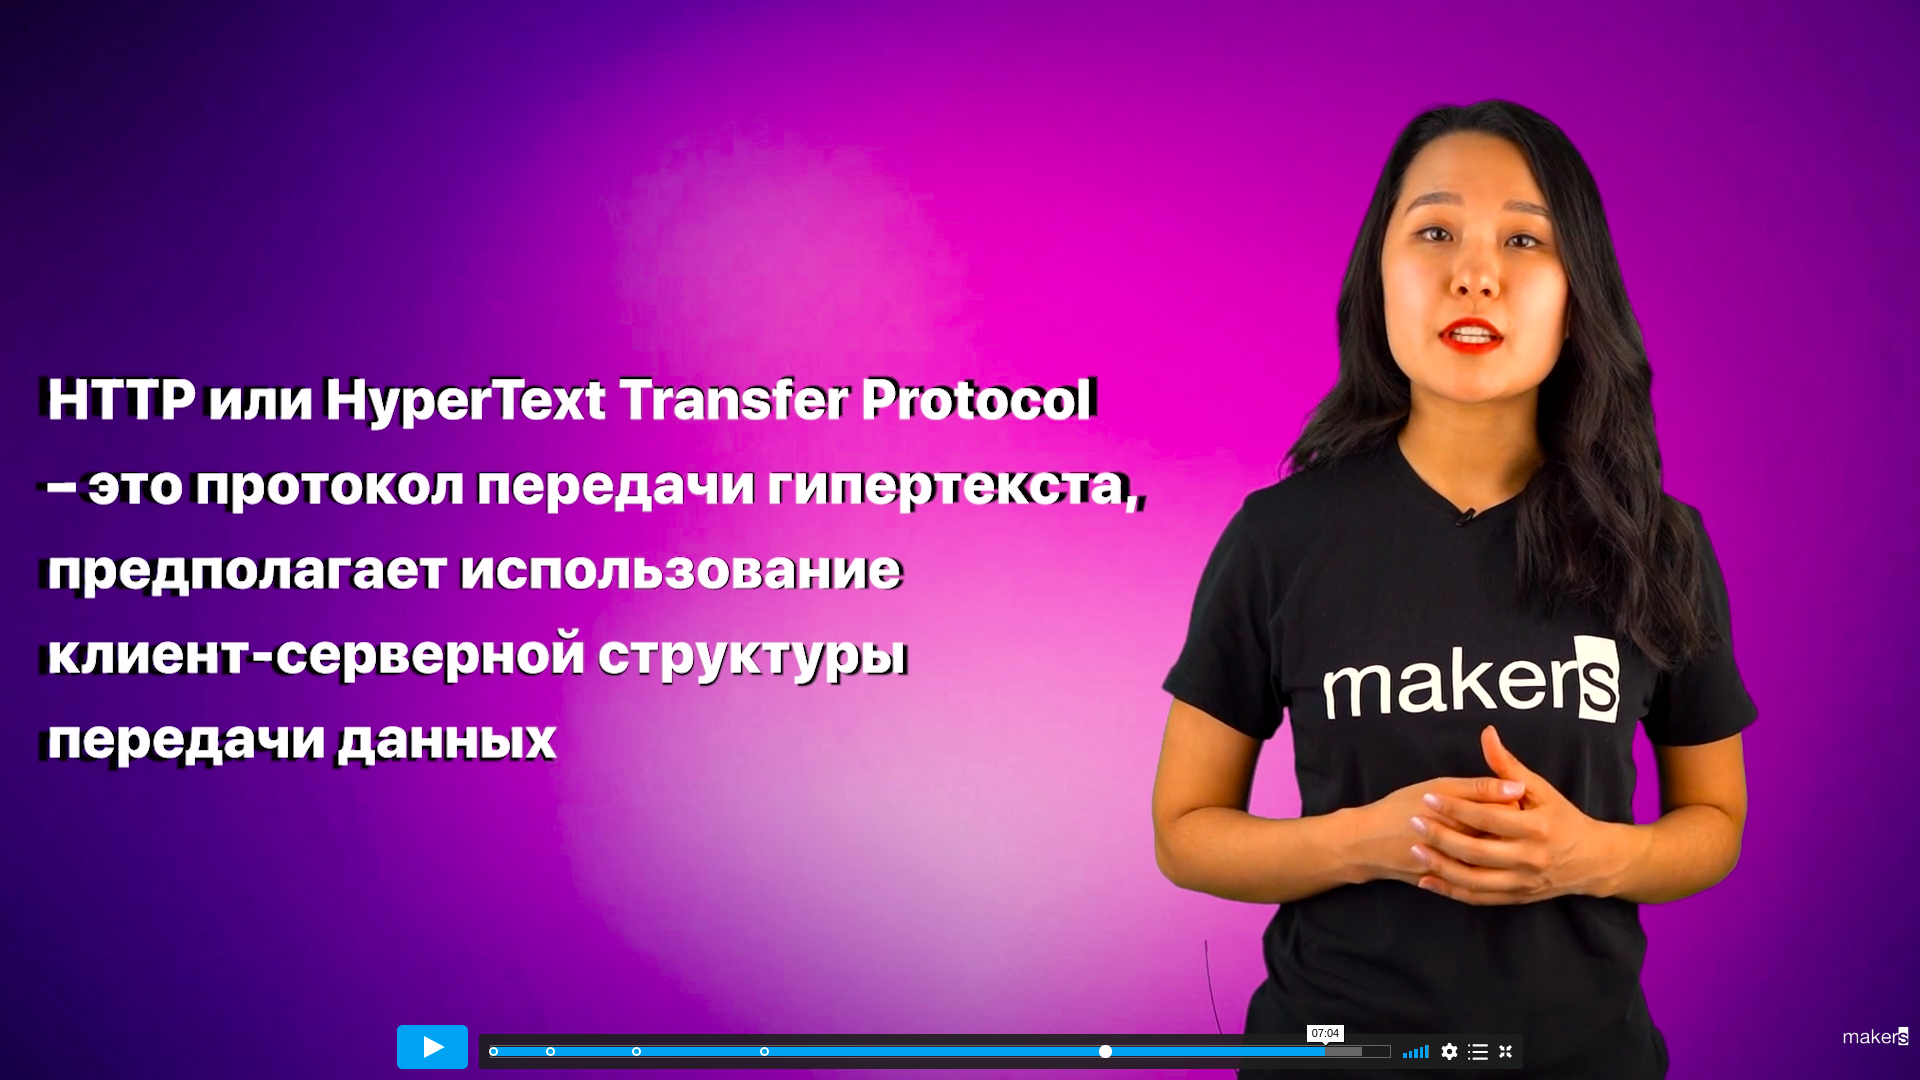 HTTP или HyperText Transfer Protocol
– это протокол передачи гипертекста,
предполагает использование
клиент-серверной структуры
передачи данных
makers
07:04
makers